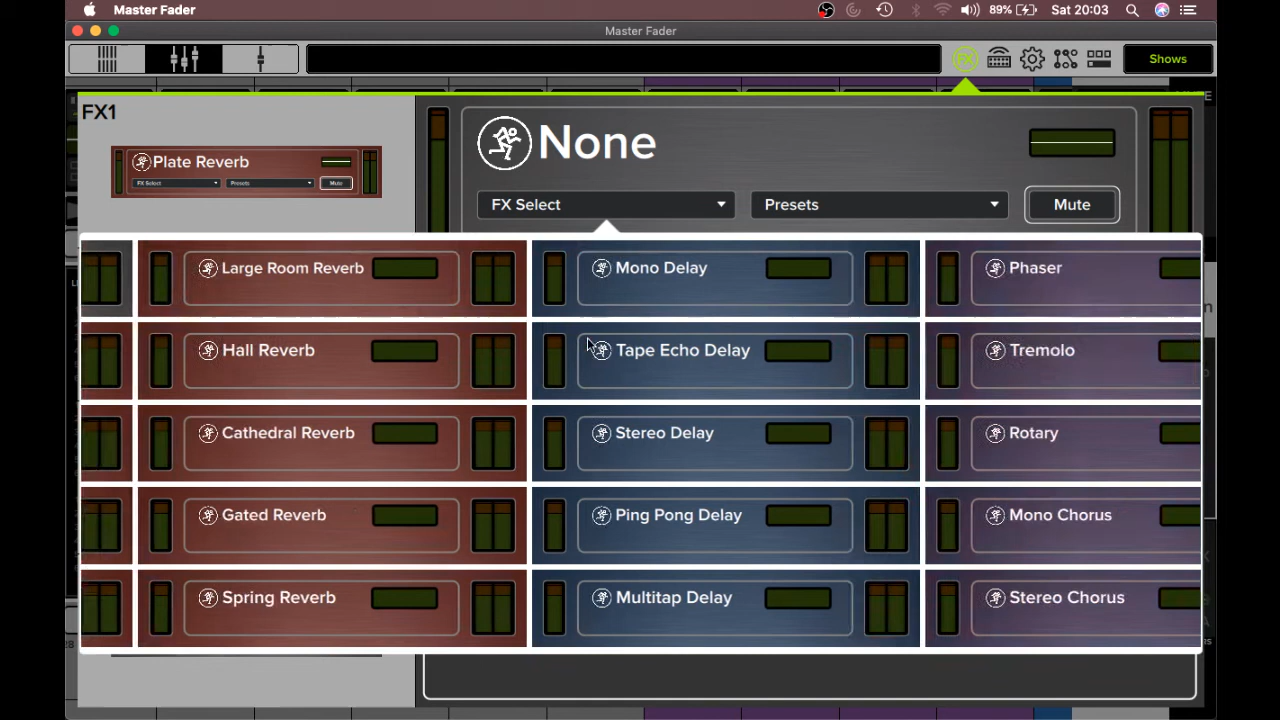 Master Fader
89%
Sat 20:03
Master Fader
FX
Shows
FX1
Plate Reverb
FX Select
Presets
Mute
None
FX Select
Presets
Mute
Large Room Reverb
Mono Delay
Phaser
Hall Reverb
Tape Echo Delay
Tremolo
Cathedral Reverb
Stereo Delay
Rotary
Gated Reverb
Ping Pong Delay
Mono Chorus
Spring Reverb
Multitap Delay
Stereo Chorus